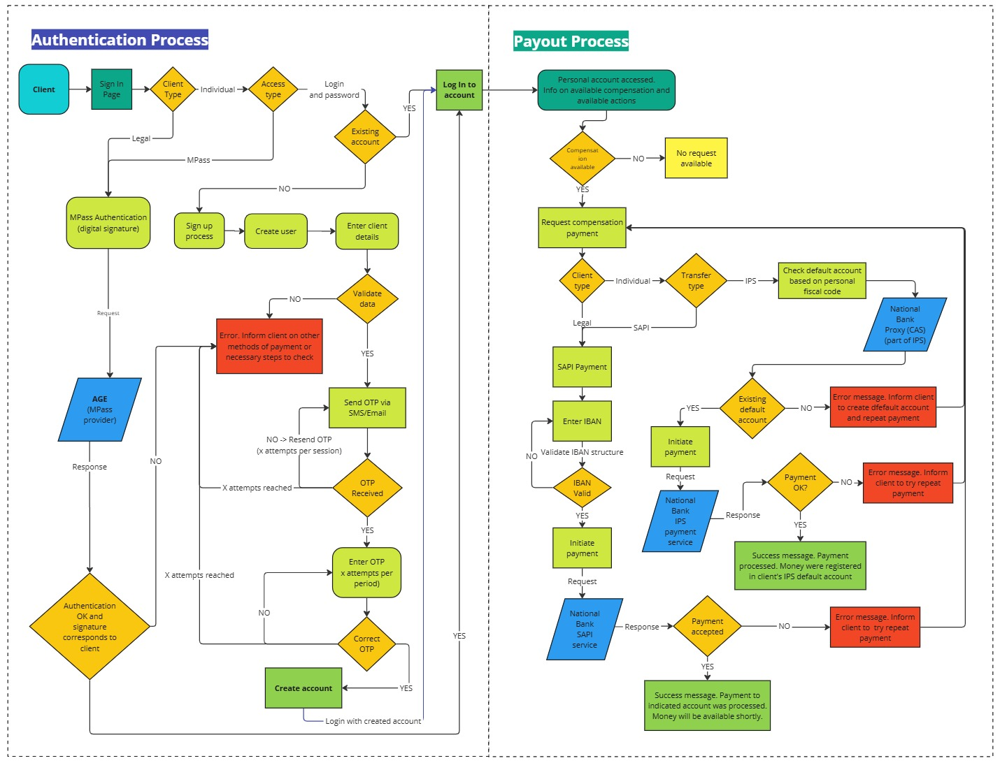 Authentication Process
Client
Sign In
Page
Client
Type
Individual
Access
type
Login
and password
Existing
account
YES
Log In to
account
Legal
MPass
NO
MPass Authentication
(digital signature)
Sign up
process
Create user
Enter client
details
Validate
data
NO
Request
Error. Inform client on other
methods of payment or
necessary steps to check
YES
AGE
(MPass
provider)
Send OTP via
SMS/Email
NO -> Resend OTP
(x attempts per session)
Response
NO
X attempts reached
OTP
Received
YES
Enter OTP
x attempts per
period)
X attempts reached
NO
Authentication
OK and
signature
corresponds to
client
Correct
OTP
YES
YES
Create account
Login with created account
Payout Process
Personal account accessed.
Info on available compensation and
available actions
Compensat
ion
available
NO
No request
available
YES
Request compensation
payment
Client
type
Individual
Transfer
type
IPS
Check default account
based on personal
fiscal code
Legal
SAPI
National
Bank
Proxy (CAS)
(part of IPS)
SAPI Payment
Existing
default
account
YES
NO
Error message. Inform client
to create dfefault account
and repeat payment
Enter IBAN
NO
Validate IBAN structure
Initiate
payment
Request
IBAN
Valid
YES
National
Bank
IPS
payment
service
Response
Payment
OK?
NO
Error message. Inform
client to try repeat
payment
YES
Success message. Payment
processed. Money were registered
in client's IPS default account
Initiate
payment
Request
National
Bank
SAPI
service
Response
Payment
accepted
NO
Error message. Inform
client to  try repeat
payment
YES
Success message. Payment to
indicated account was processed.
Money will be available shortly.